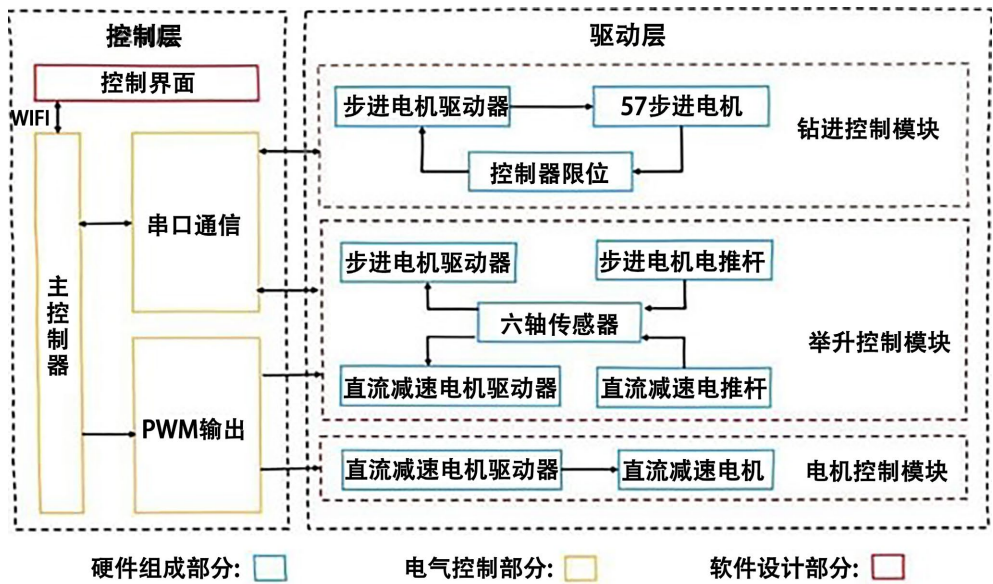 控制层
驱动层
控制界面
WIFI
主控制器
串口通信
PWM输出
步进电机驱动器
57步进电机
控制器限位
钻进控制模块
步进电机驱动器
步进电机电推杆
六轴传感器
直流减速电机驱动器
直流减速电推杆
举升控制模块
直流减速电机驱动器
直流减速电机
电机控制模块
硬件组成部分:
电气控制部分:
软件设计部分: